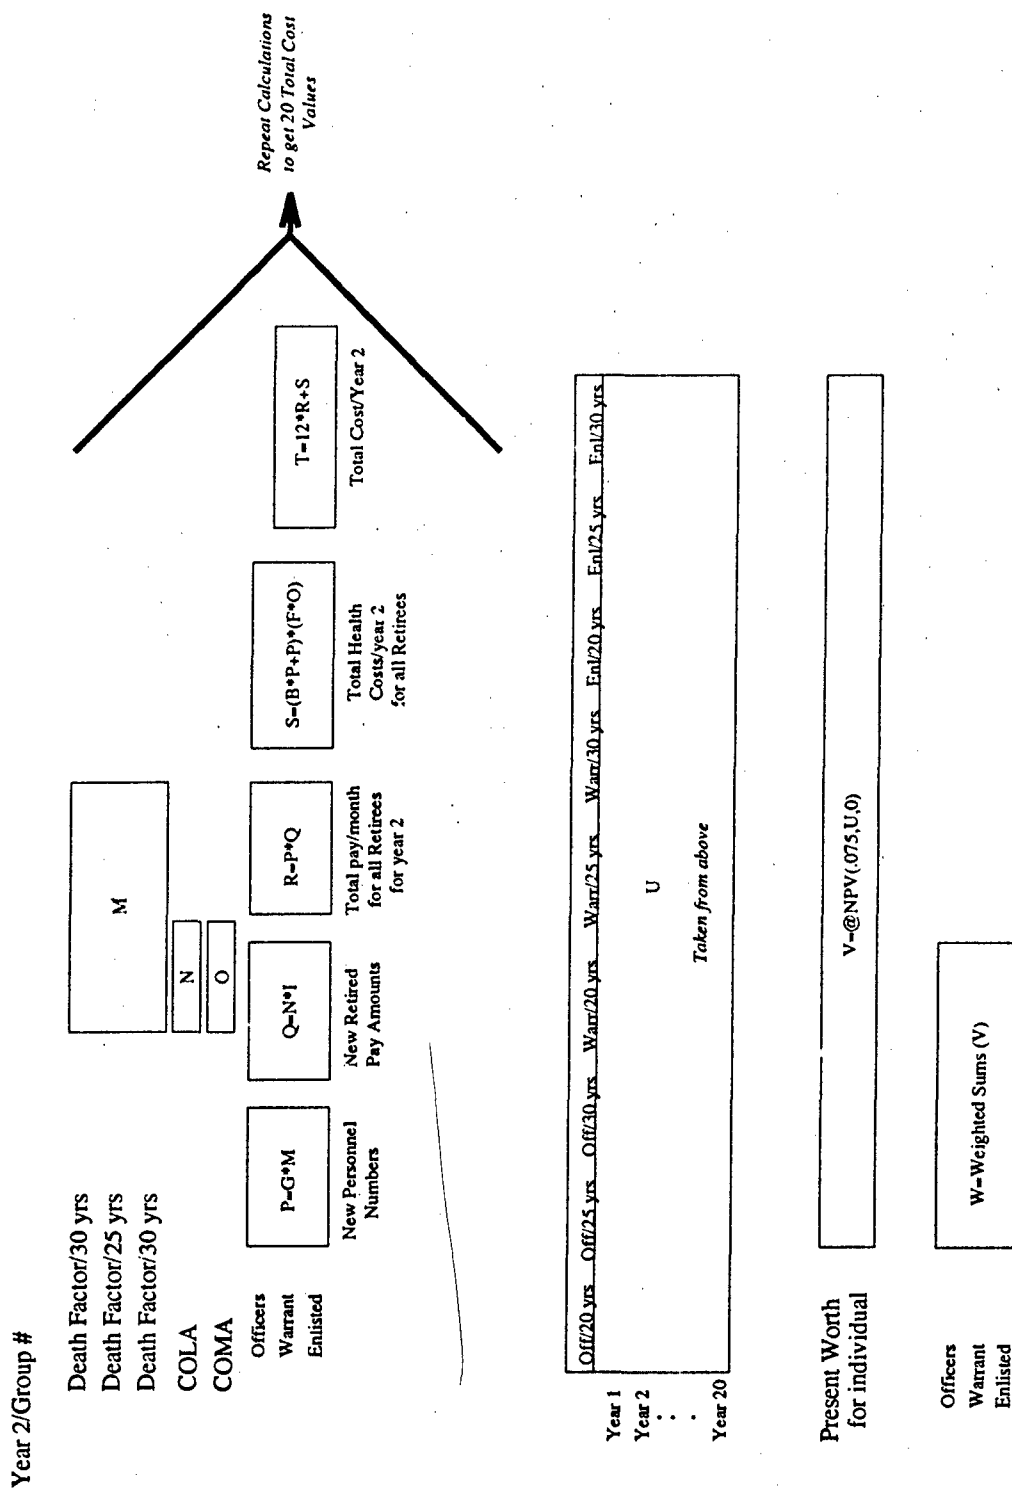 Year 2/Group #
Death Factor/30 yrs
Death Factor/25 yrs
Death Factor/30 yrs
COLA
COMA
M
N
O
Officers
Warrant
Enlisted
P=G*M
New Personnel
Numbers
Q=N*I
New Retired
Pay Amounts
R=P*Q
Total pay/month
for all Retirees
for year 2
S=(B*P+P)*(F*O)
Total Health
Costs/year 2
for all Retirees
T=12*R+S
Total Cost/Year 2
Repeat Calculations
to get 20 Total Cost
Values
Off/20 yrs Off/25 yrs Off/30 yrs Warr/20 yrs Warr/25 yrs Warr/30 yrs Enl/20 yrs Enl/25 yrs Enl/30 yrs
Year 1
Year 2
.
.
Year 20
U
Taken from above
Present Worth
for individual
V=@NPV(.075,U,0)
Officers
Warrant
Enlisted
W=Weighted Sums (V)